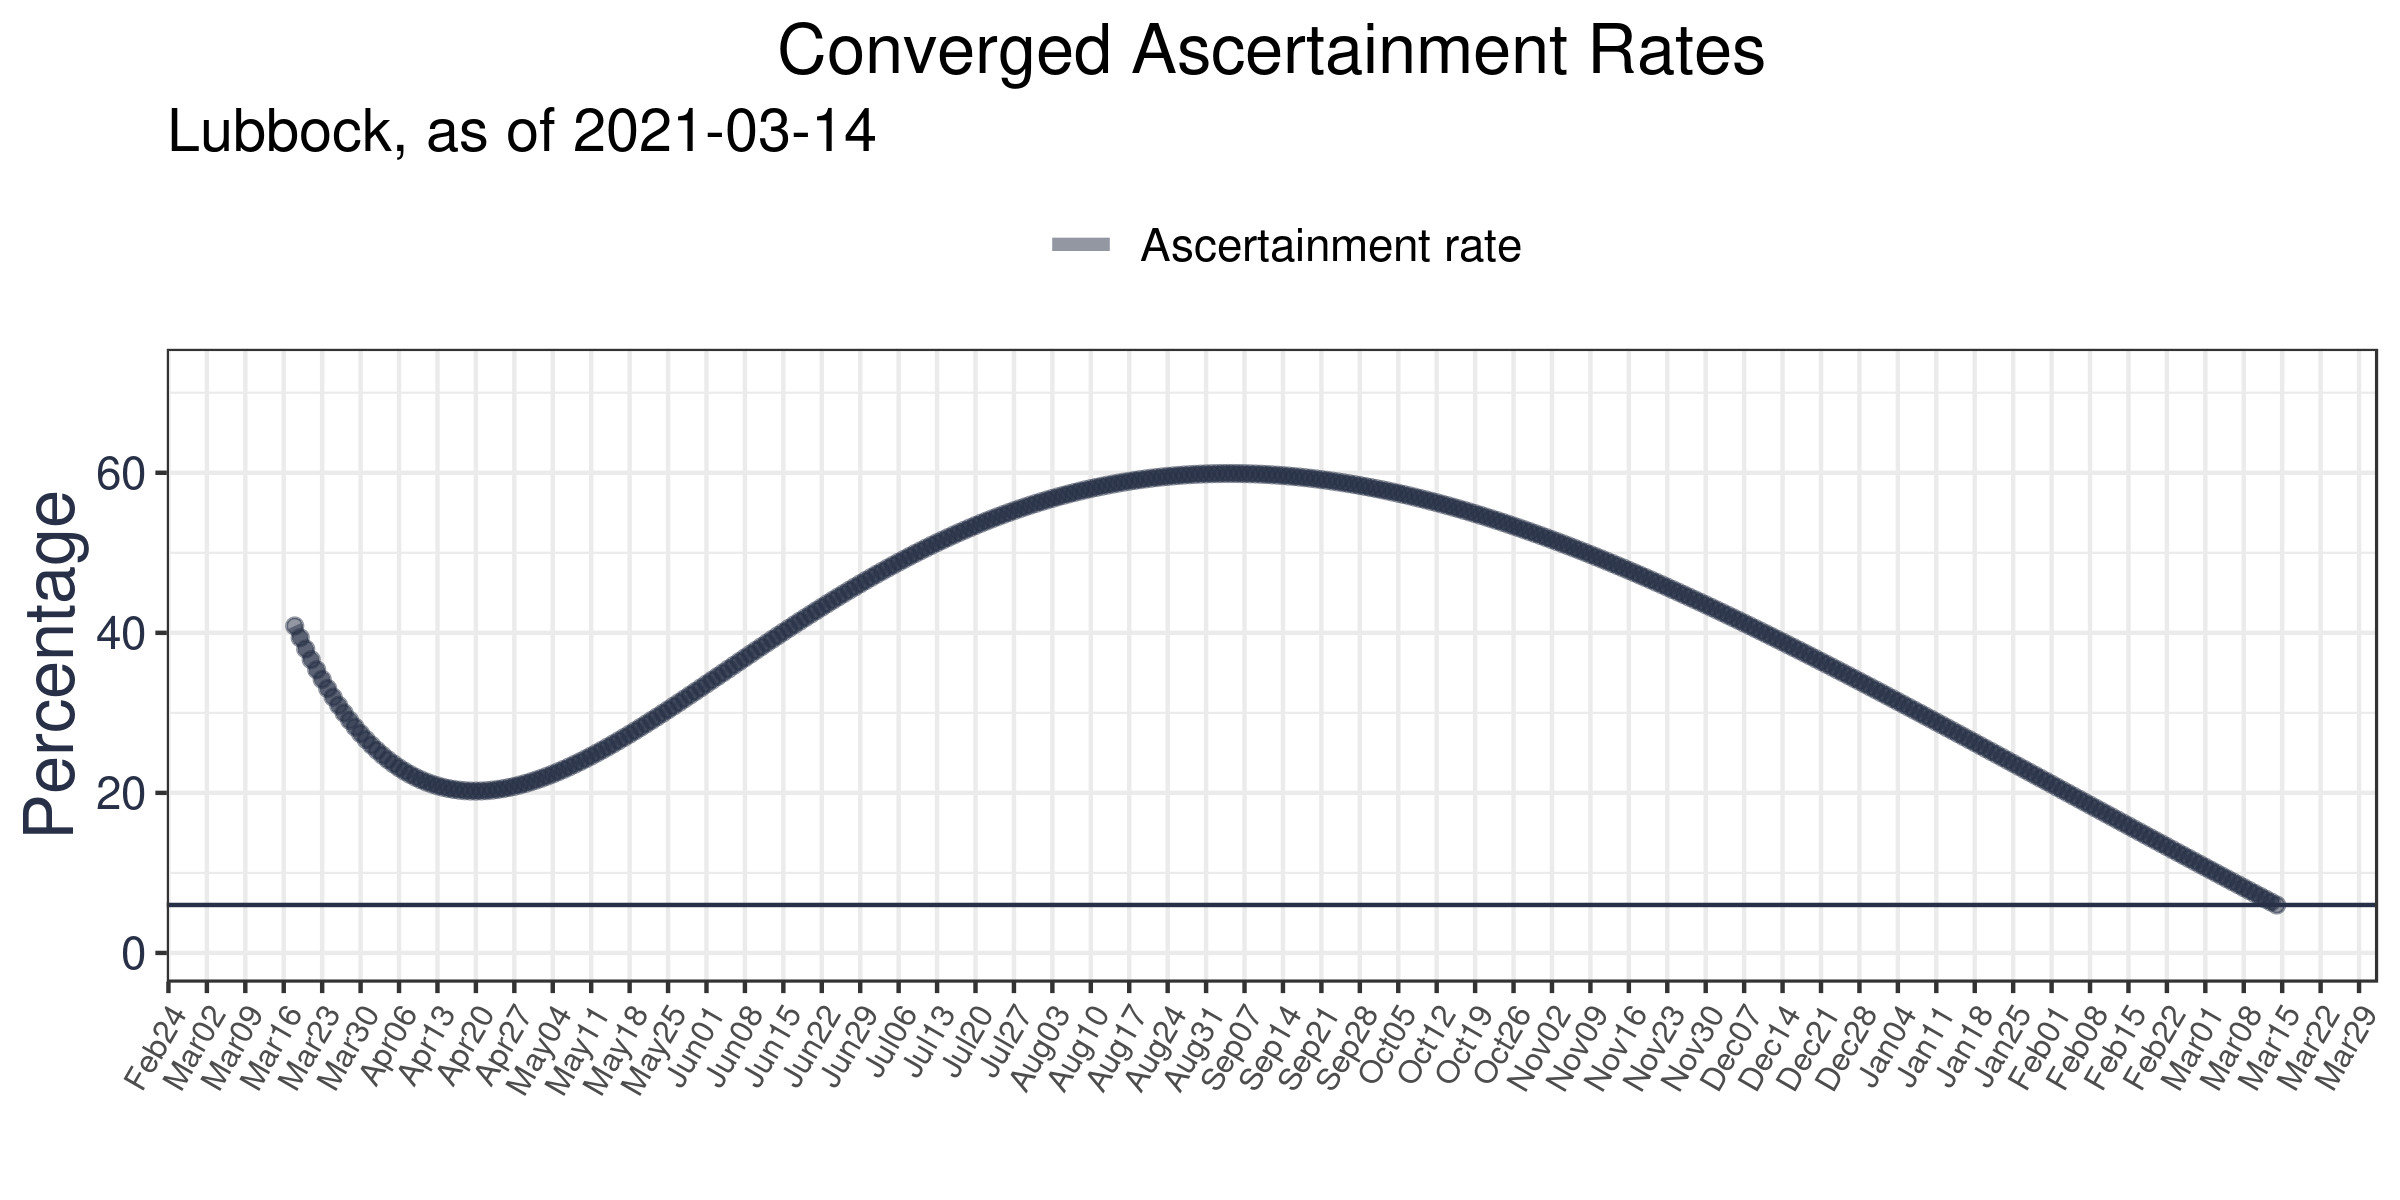 Converged Ascertainment Rates
Lubbock, as of 2021-03-14
Ascertainment rate
Percentage
60
40
20
0
Feb24 Mar02 Mar09 Mar16 Mar23 Mar30 Apr06 Apr13 Apr20 Apr27 May04 May11 May18 May25 Jun01 Jun08 Jun15 Jun22 Jun29 Jul06 Jul13 Jul20 Jul27 Aug03 Aug10 Aug17 Aug24 Aug31 Sep07 Sep14 Sep21 Sep28 Oct05 Oct12 Oct19 Oct26 Nov02 Nov09 Nov16 Nov23 Nov30 Dec07 Dec14 Dec21 Dec28 Jan04 Jan11 Jan18 Jan25 Feb01 Feb08 Feb15 Feb22 Mar01 Mar08 Mar15 Mar22 Mar29